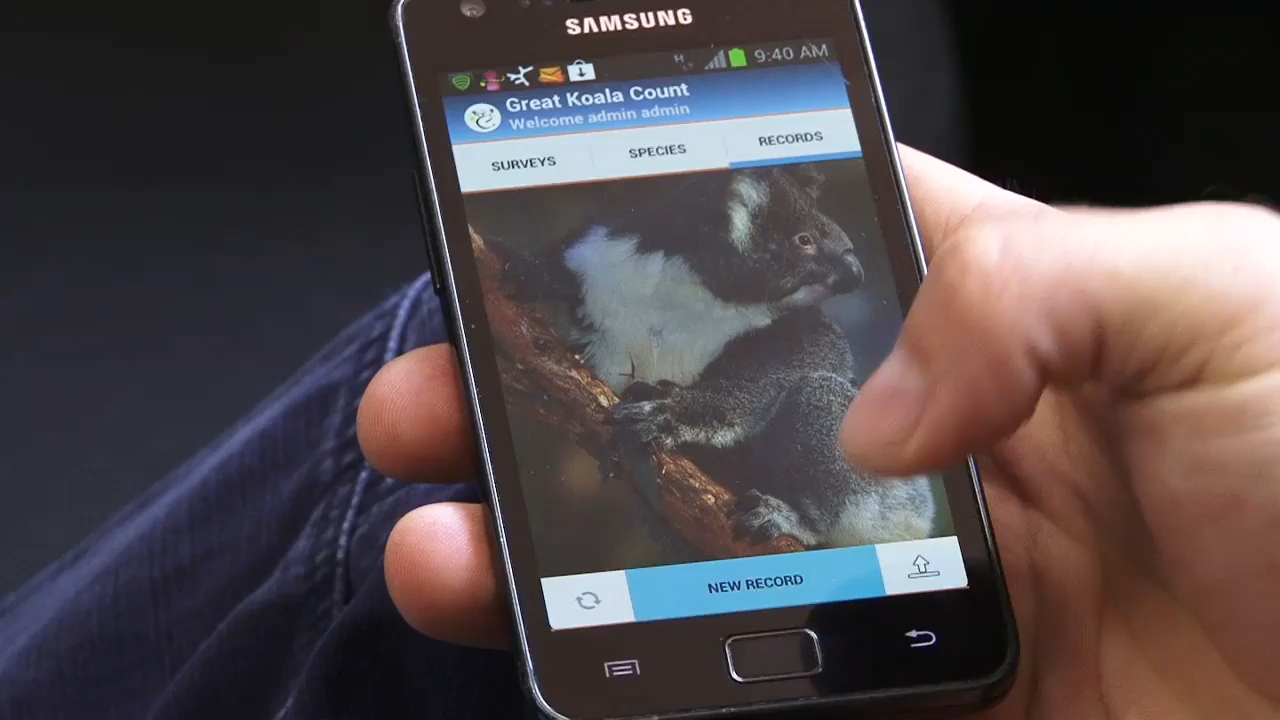 SAMSUNG
H
9:40 AM
Great Koala Count
Welcome admin admin
SURVEYS
SPECIES
RECORDS
NEW RECORD